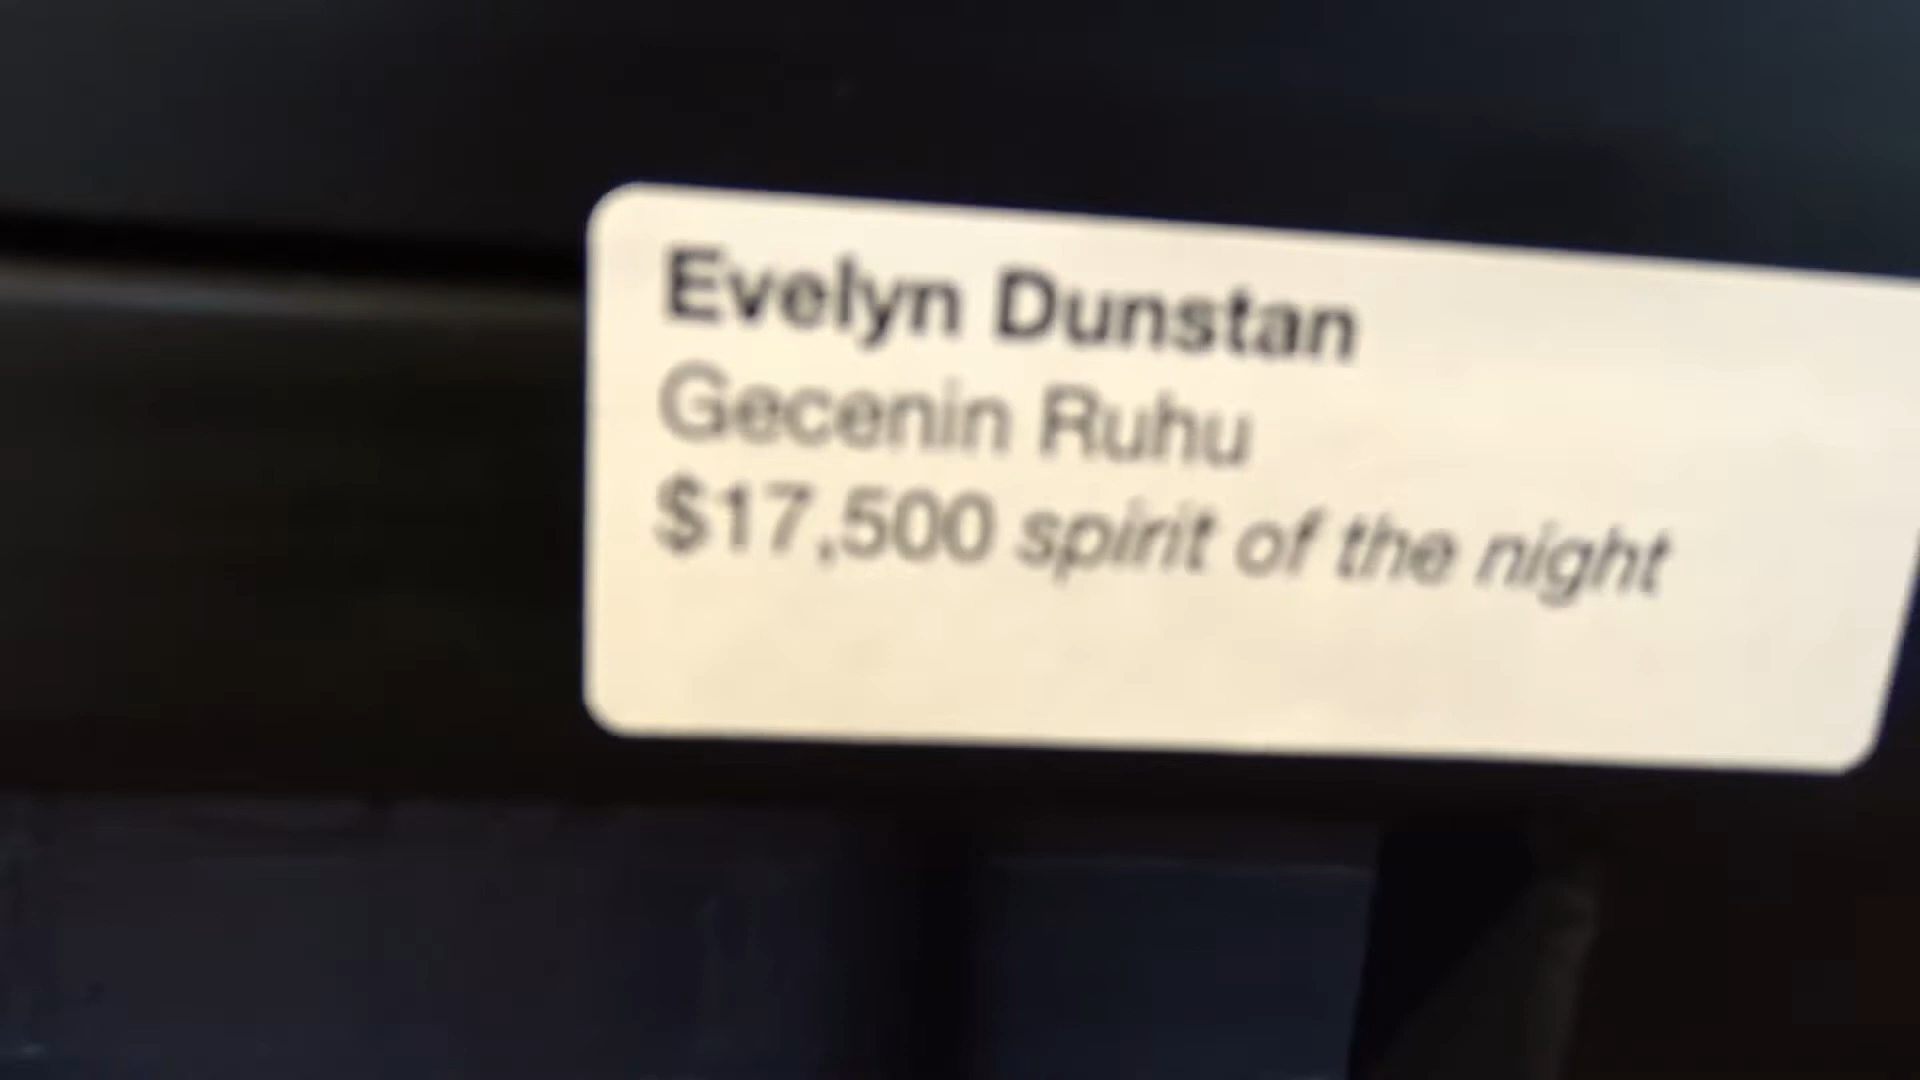 Evelyn Dunstan
Gecenin Ruhu
$17,500 spirit of the night